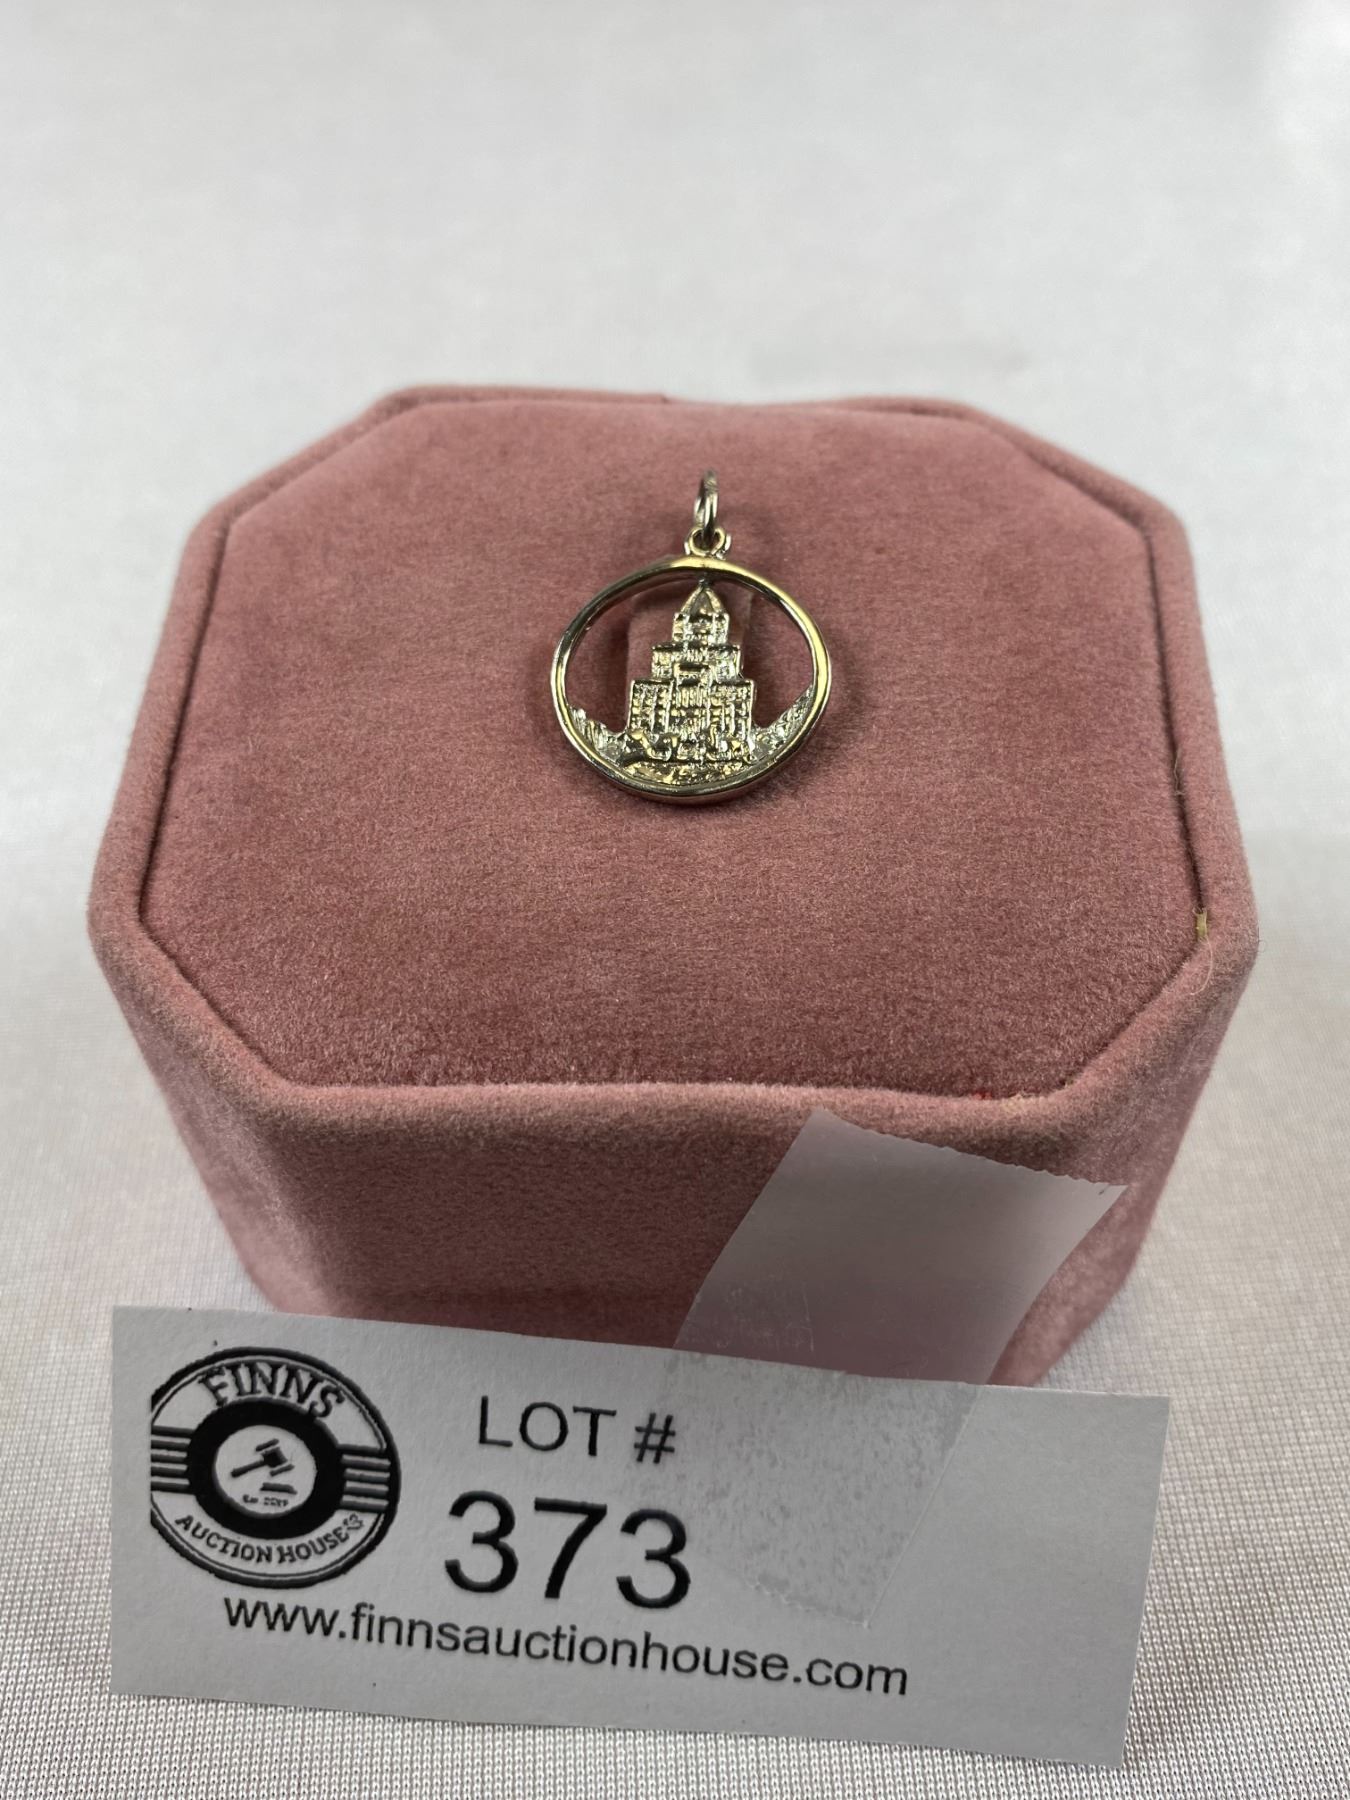 FINNS
AUCTION HOUSE
LOT #
373
www.finnsauctionhouse.com